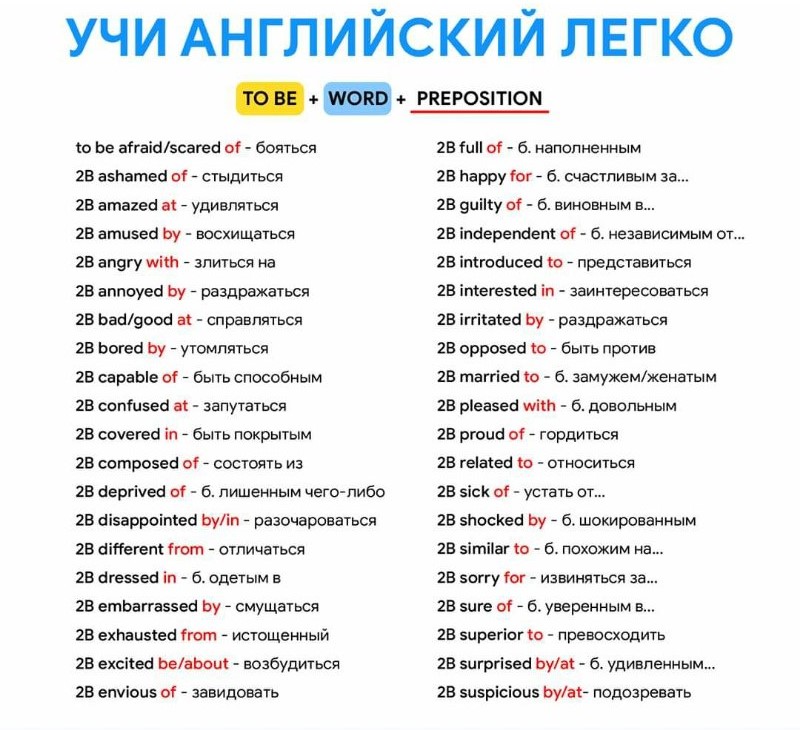 УЧИ АНГЛИЙСКИЙ ЛЕГКО
TO BE + WORD + PREPOSITION
to be afraid/scared of - бояться
2B ashamed of - стыдиться
2B amazed at - удивляться
2B amused by - восхищаться
2B angry with - злиться на
2B annoyed by - раздражаться
2B bad/good at - справляться
2B bored by - утомляться
2B capable of - быть способным
2B confused at - запутаться
2B covered in - быть покрытым
2B composed of - состоять из
2B deprived of - б. лишенным чего-либо
2B disappointed by/in - разочароваться
2B different from - отличаться
2B dressed in - б. одетым в
2B embarrassed by - смущаться
2B exhausted from - истощенный
2B excited be/about - возбудиться
2B envious of - завидовать
2B full of - б. наполненным
2B happy for - б. счастливым за...
2B guilty of - б. виновным в...
2B independent of - б. независимым от...
2B introduced to - представиться
2B interested in - заинтересоваться
2B irritated by - раздражаться
2B opposed to - быть против
2B married to - б. замужем/женатым
2B pleased with - б. довольным
2B proud of - гордиться
2B related to - относиться
2B sick of - устать от...
2B shocked by - б. шокированным
2B similar to - б. похожим на...
2B sorry for - извиняться за...
2B sure of - б. уверенным в...
2B superior to - превосходить
2B surprised by/at - б. удивленным...
2B suspicious by/at- подозревать